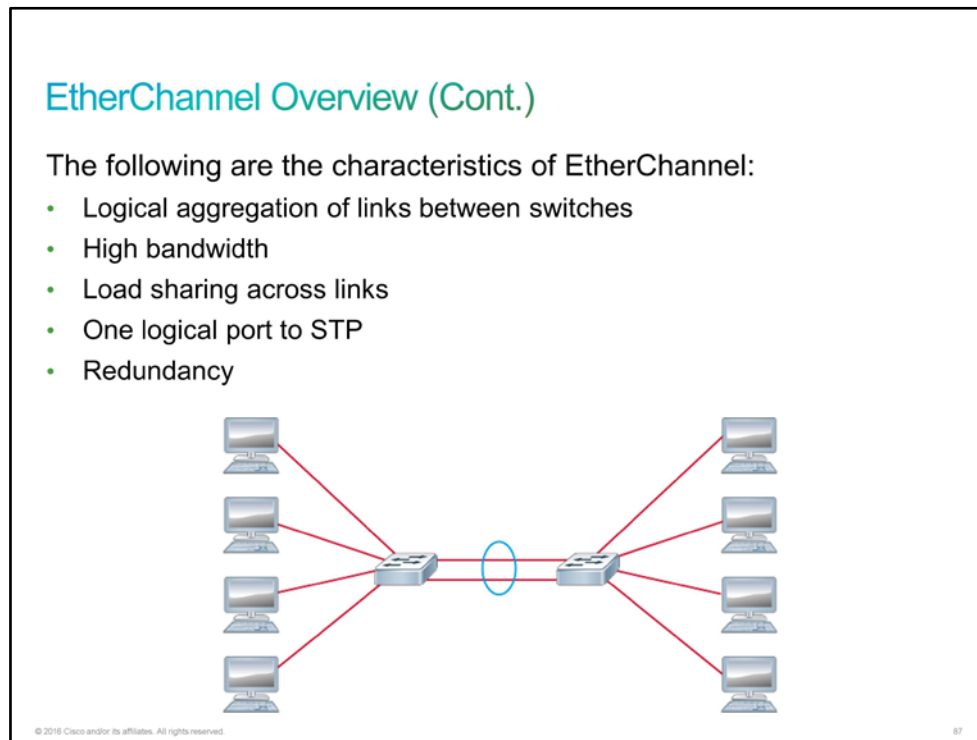 EtherChannel Overview (Cont.)
The following are the characteristics of EtherChannel:
• Logical aggregation of links between switches
• High bandwidth
• Load sharing across links
• One logical port to STP
• Redundancy
© 2016 Cisco and/or its affiliates. All rights reserved.
87